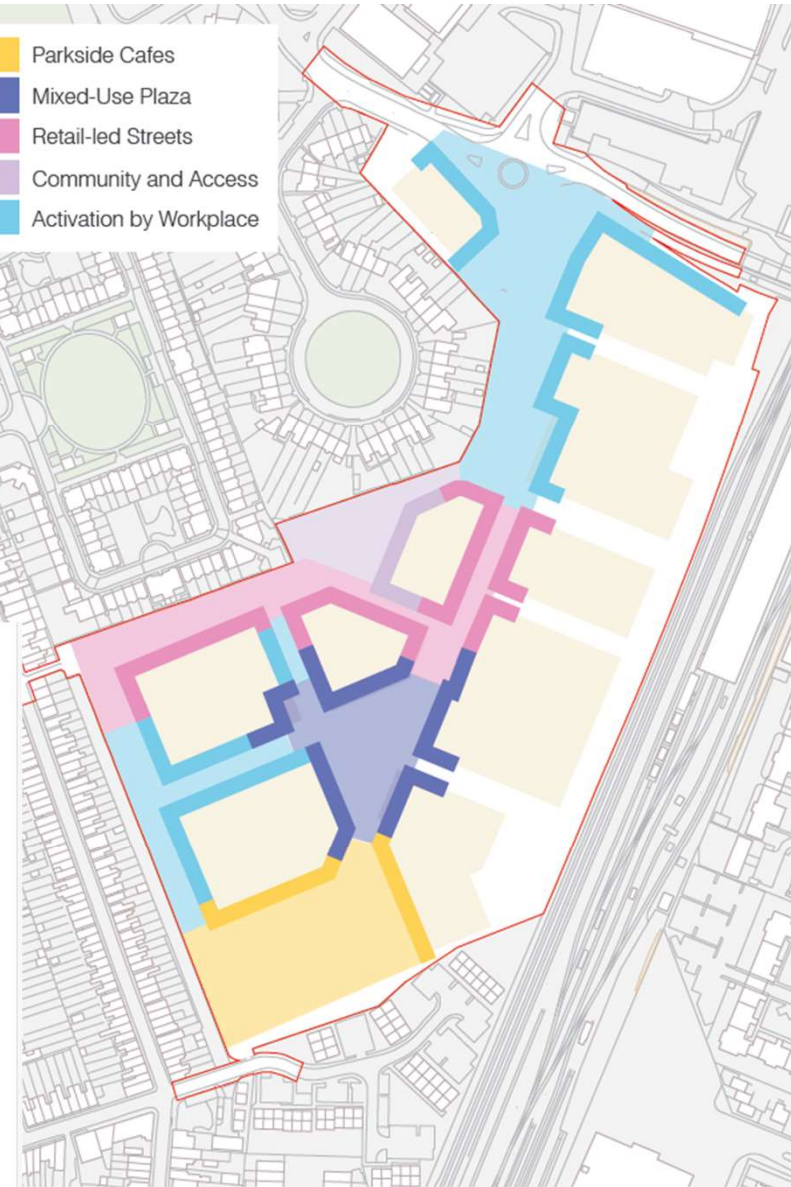 Parkside Cafes
Mixed-Use Plaza
Retail-led Streets
Community and Access
Activation by Workplace